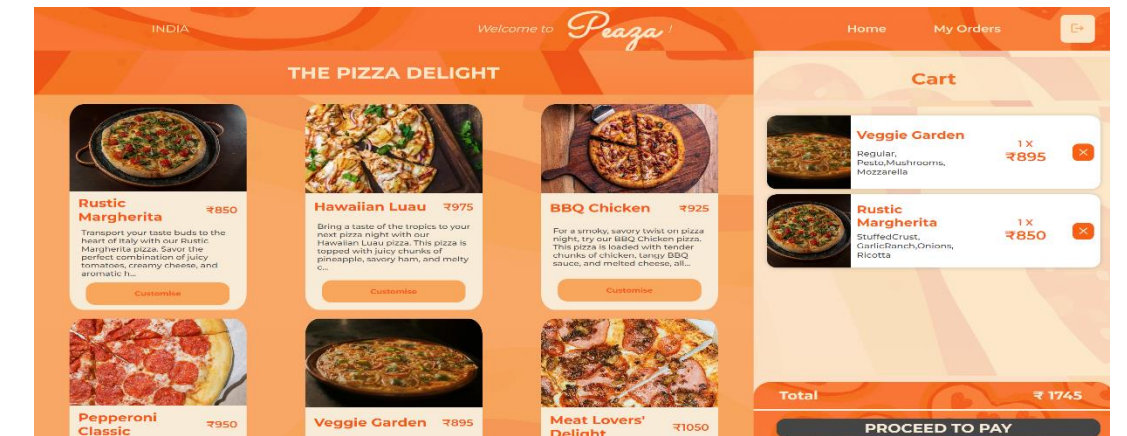 INDIA
Welcome to Peaza !
Home
My Orders
THE PIZZA DELIGHT
Rustic
Margherita
₹850
Transport your taste buds to the
heart of Italy with our Rustic
Margherita pizza. Savor the
perfect combination of juicy
tomatoes, creamy cheese, and
aromatic h...
Customise
Hawaiian Luau ₹975
Bring a taste of the tropics to your
next pizza night with our
Hawaiian Luau pizza. This pizza is
topped with juicy chunks of
pineapple, savory ham, and melty
c...
Customise
BBQ Chicken ₹925
For a smoky, savory twist on pizza
night, try our BBQ Chicken pizza.
This pizza is loaded with tender
chunks of chicken, tangy BBQ
sauce, and melted cheese, all...
Customise
Pepperoni
Classic
₹950
Veggie Garden ₹895
Meat Lovers'
Delight
₹1050
Cart
Veggie Garden
Regular,
Pesto,Mushrooms,
Mozzarella
1 X
₹895
Rustic
Margherita
StuffedCrust,
GarlicRanch,Onions,
Ricotta
1 X
₹850
Total ₹ 1745
PROCEED TO PAY